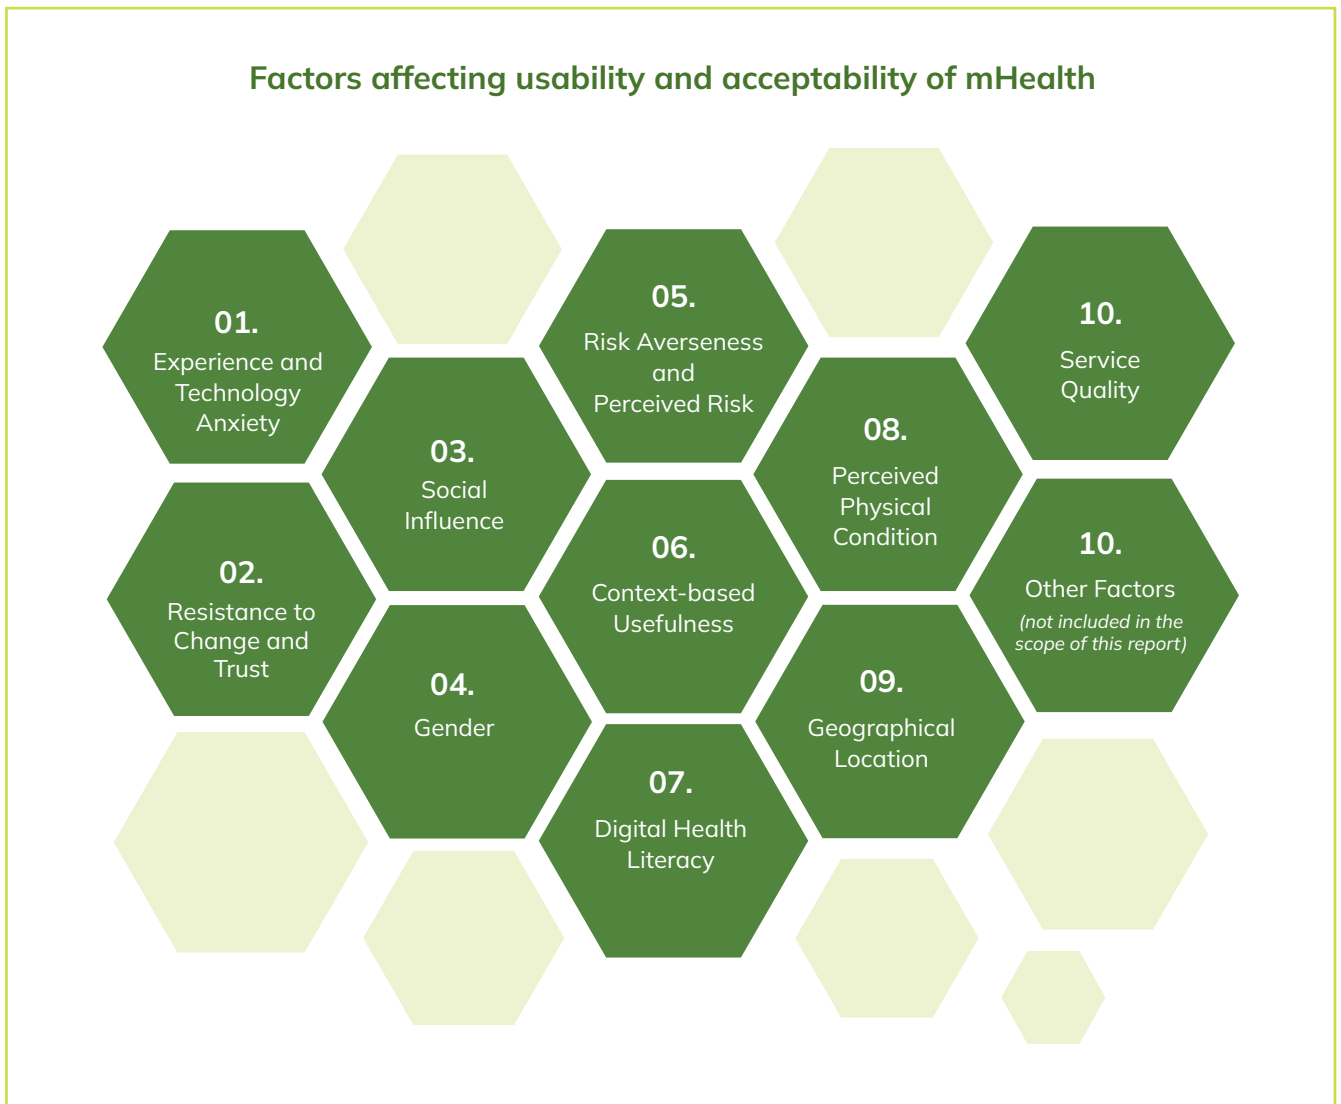 Factors affecting usability and acceptability of mHealth
01.
Experience and
Technology
Anxiety
02.
Resistance to
Change and
Trust
03.
Social
Influence
04.
Gender
05.
Risk Averseness
and
Perceived Risk
06.
Context-based
Usefulness
07.
Digital Health
Literacy
08.
Perceived
Physical
Condition
09.
Geographical
Location
10.
Service
Quality
10.
Other Factors
(not included in the
scope of this report)